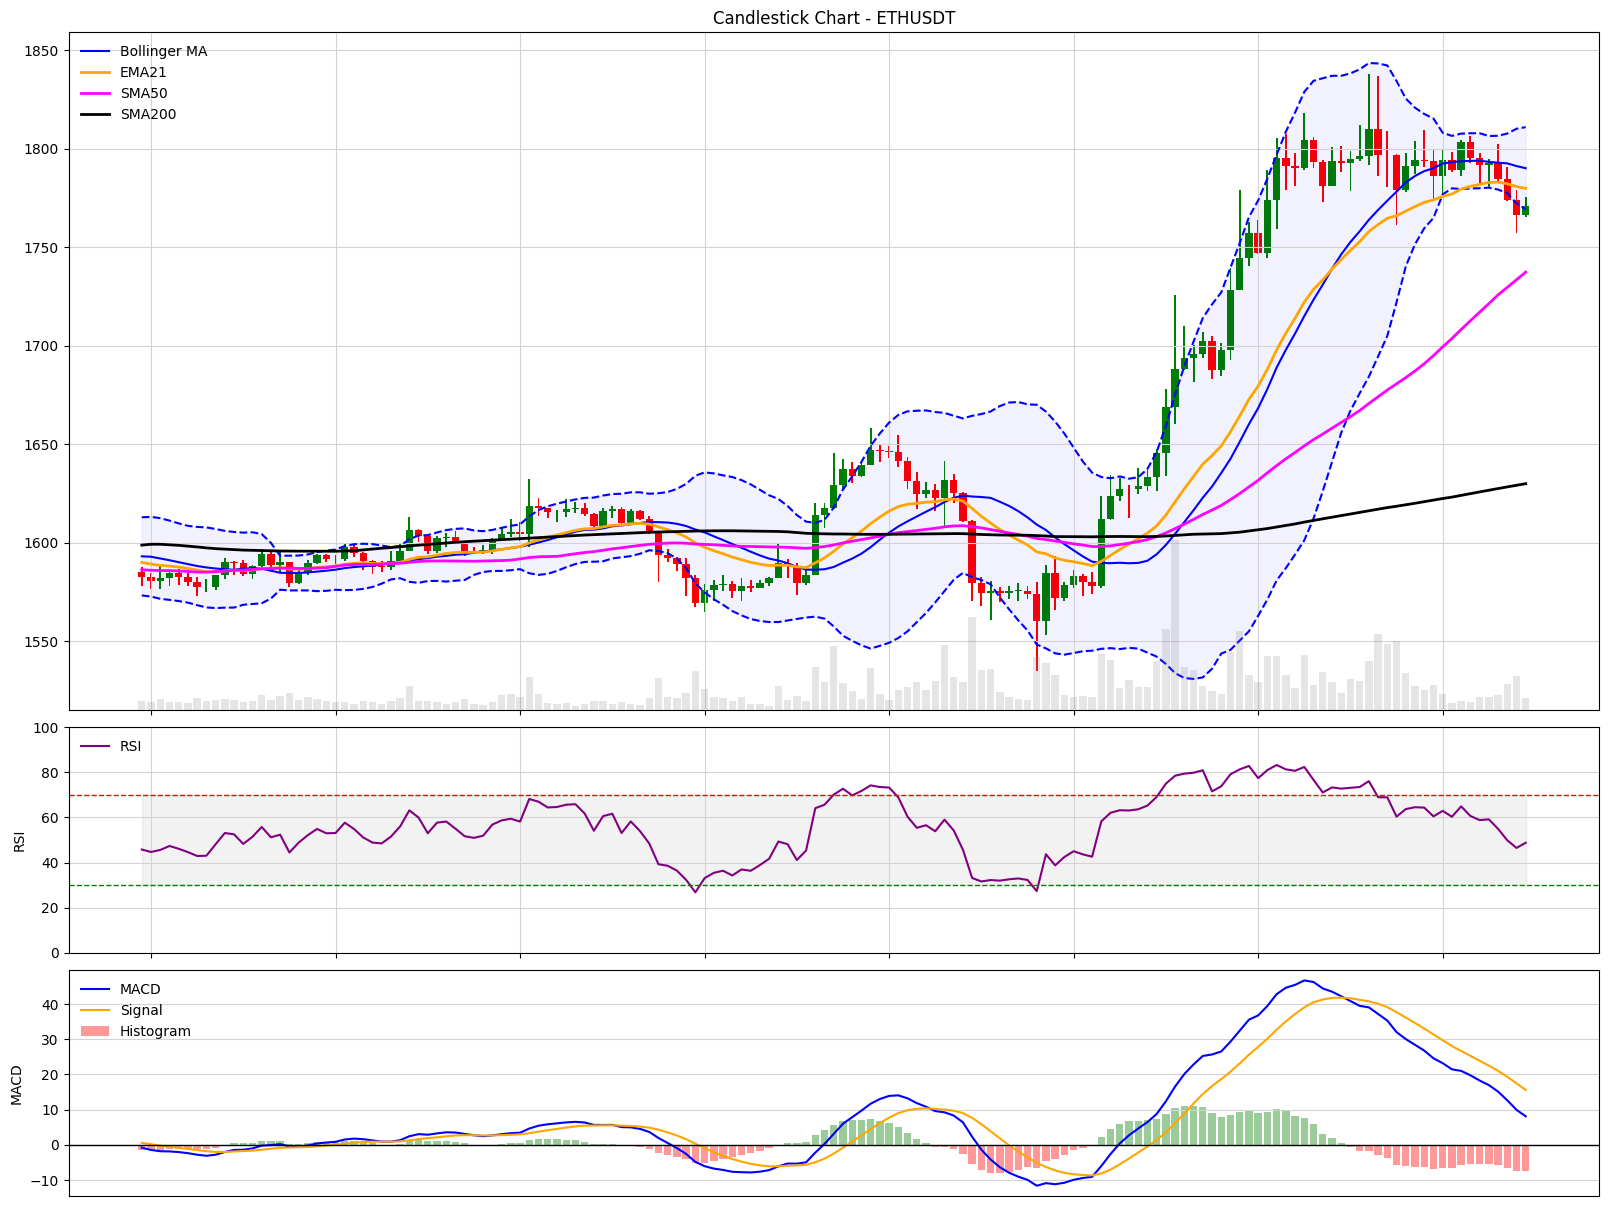 Candlestick Chart - ETHUSDT
1850
1800
1750
1700
1650
1600
1550
Bollinger MA
EMA21
SMA50
SMA200
100
80
60
40
20
0
RSI
RSI
40
30
20
10
0
−10
MACD
MACD
Signal
Histogram